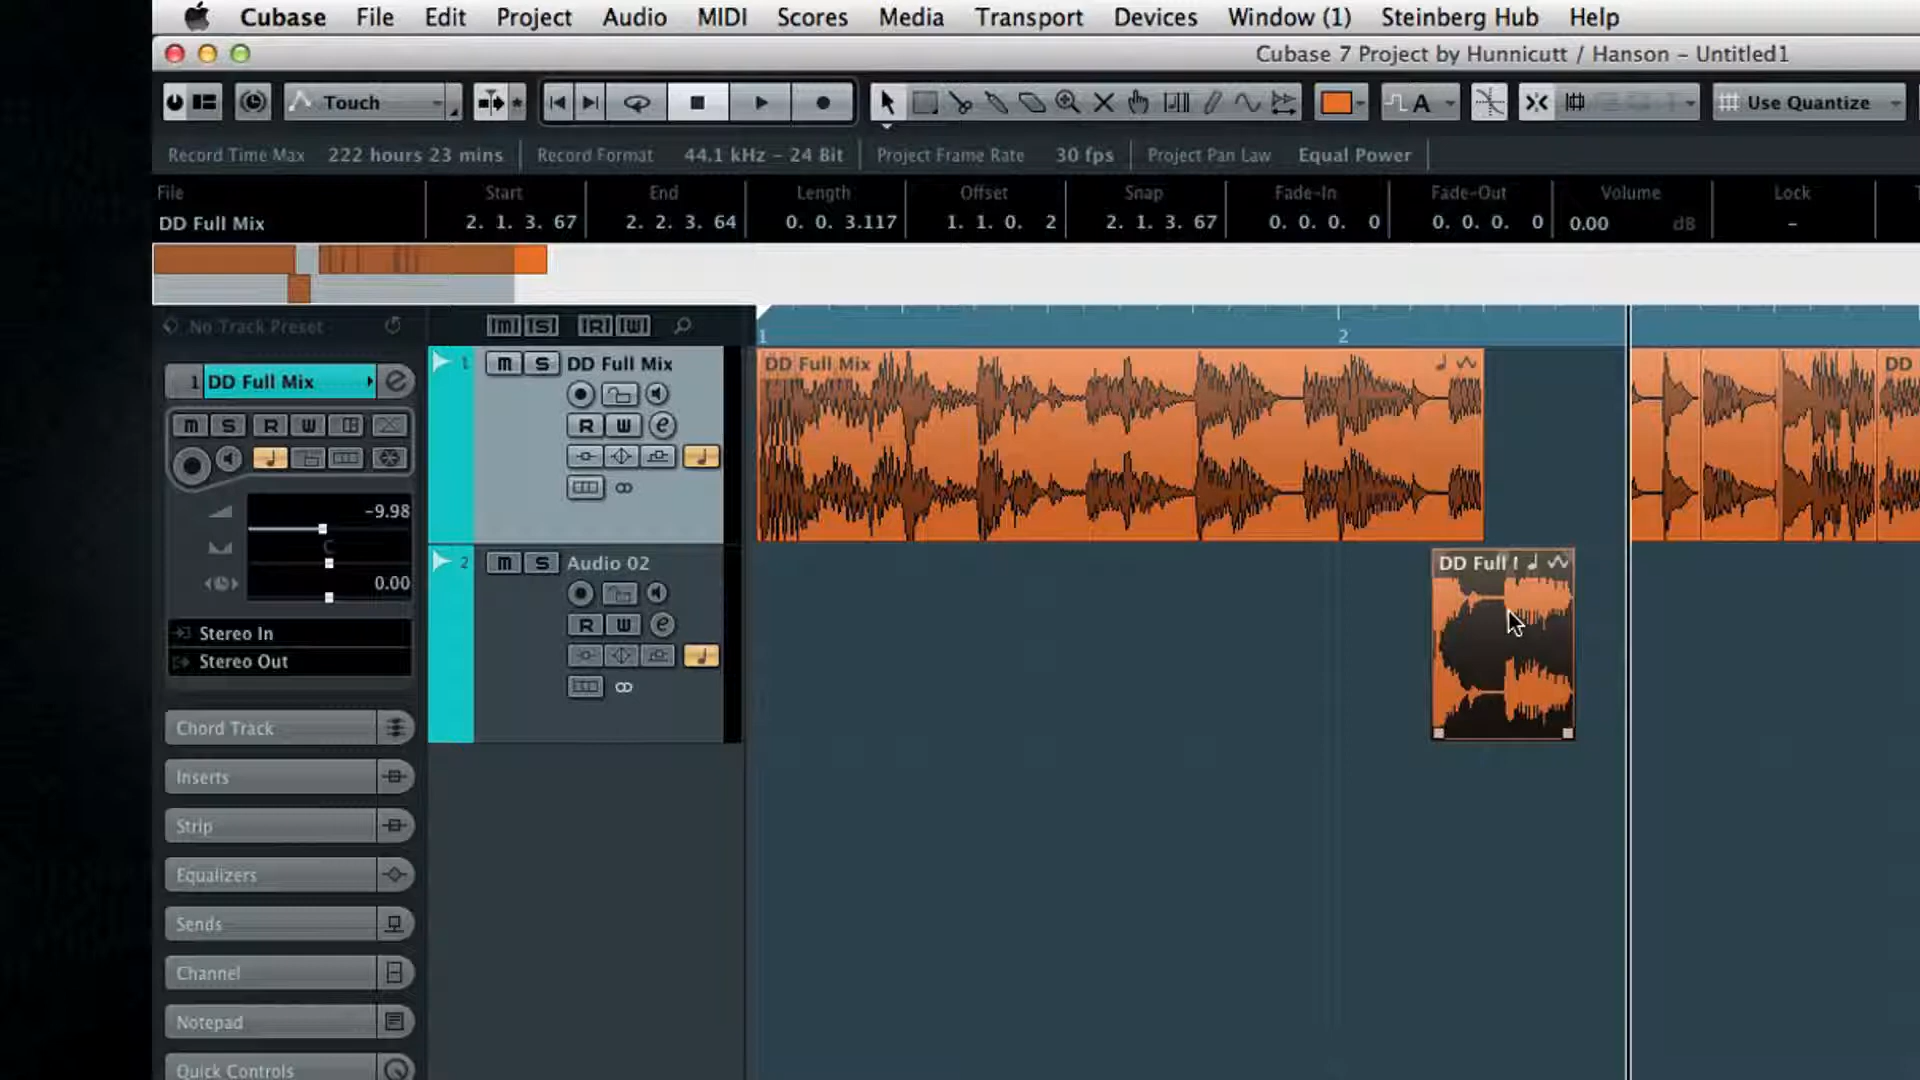 Cubase File Edit Project Audio MIDI Scores Media Transport Devices Window (1) Steinberg Hub Help
Cubase 7 Project by Hunnicutt / Hanson – Untitled1
Touch A Use Quantize
Record Time Max 222 hours 23 mins Record Format 44.1 kHz – 24 Bit Project Frame Rate 30 fps Project Pan Law Equal Power
File Start End Length Offset Snap Fade-In Fade-Out Volume Lock
DD Full Mix 2. 1. 3. 67 2. 2. 3. 64 0. 0. 3.117 1. 1. 0. 2 2. 1. 3. 67 0. 0. 0. 0 0. 0. 0. 0 0.00 dB –
No Track Preset M S R W
1 2
1 DD Full Mix
1 M S DD Full Mix
DD Full Mix
DD
M S R W
R W e
-9.98
C
0.00
2 M S Audio 02
R W e
DD Full
Stereo In
Stereo Out
Chord Track
Inserts
Strip
Equalizers
Sends
Channel
Notepad
Quick Controls